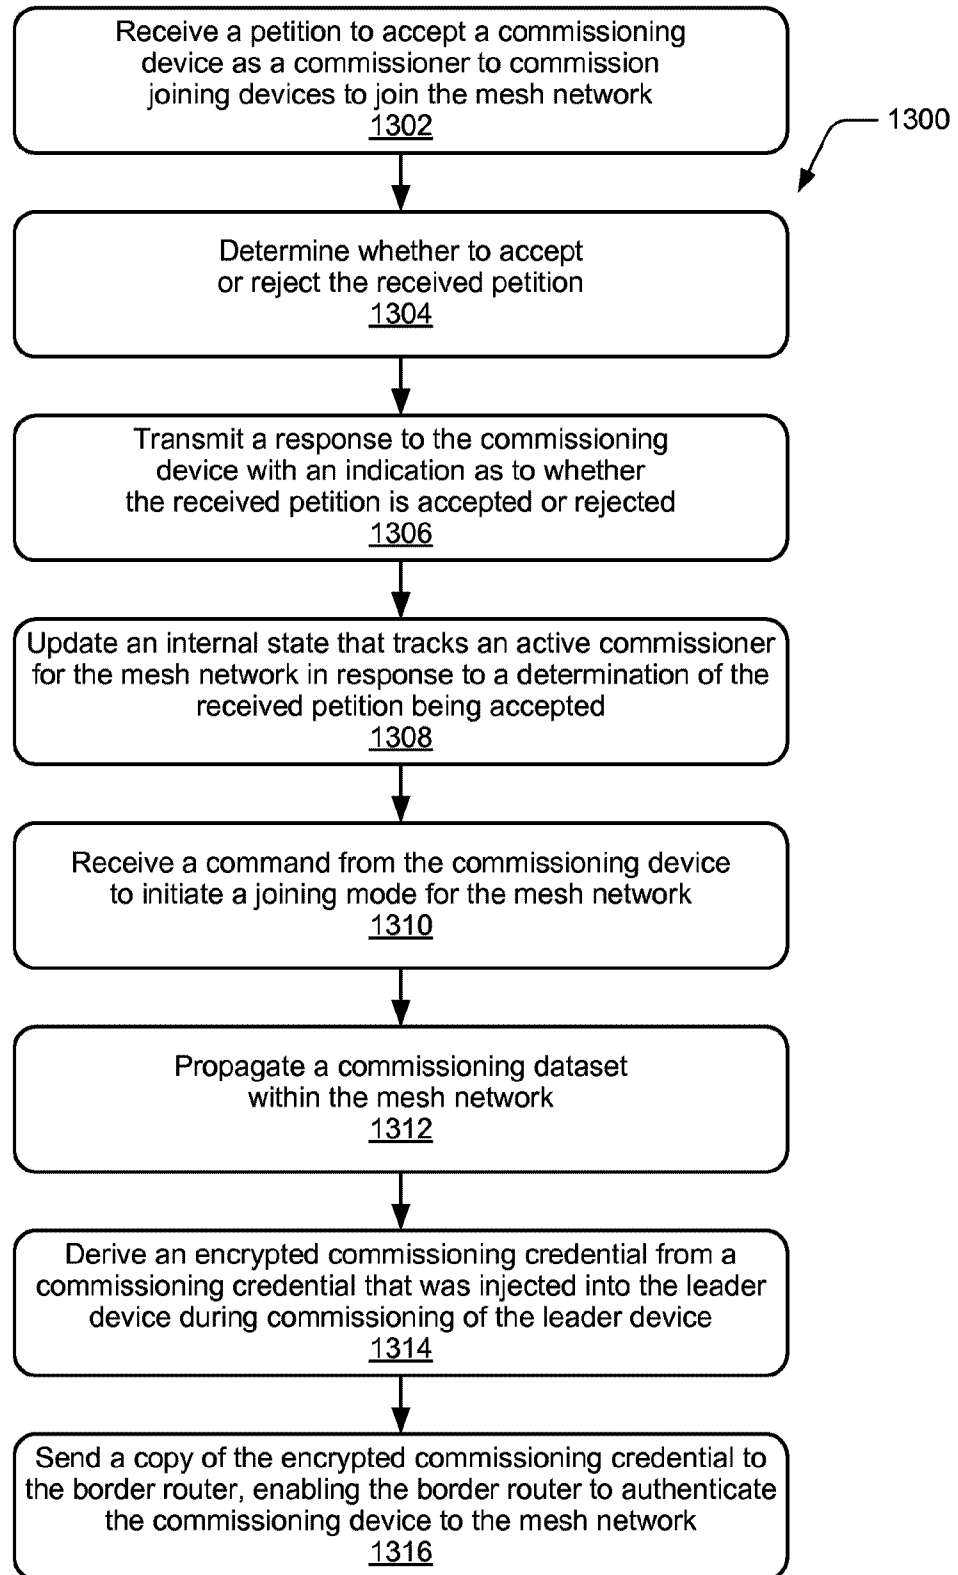 Receive a petition to accept a commissioning
device as a commissioner to commission
joining devices to join the mesh network
1302
1300
Determine whether to accept
or reject the received petition
1304
Transmit a response to the commissioning
device with an indication as to whether
the received petition is accepted or rejected
1306
Update an internal state that tracks an active commissioner
for the mesh network in response to a determination of the
received petition being accepted
1308
Receive a command from the commissioning device
to initiate a joining mode for the mesh network
1310
Propagate a commissioning dataset
within the mesh network
1312
Derive an encrypted commissioning credential from a
commissioning credential that was injected into the leader
device during commissioning of the leader device
1314
Send a copy of the encrypted commissioning credential to
the border router, enabling the border router to authenticate
the commissioning device to the mesh network
1316